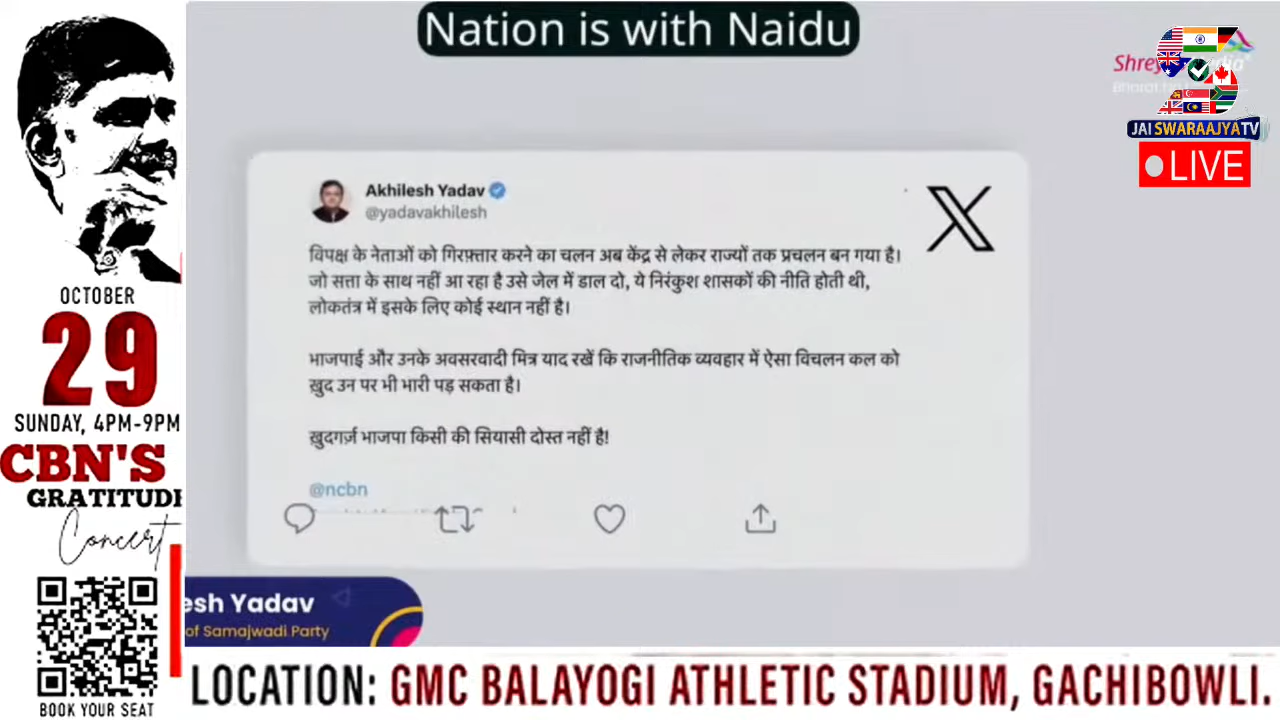 Nation is with Naidu
JAISWARAAJYATV
LIVE
Akhilesh Yadav
@yadavakhilesh
विपक्ष के नेताओं को गिरफ़्तार करने का चलन अब केंद्र से लेकर राज्यों तक प्रचलन बन गया है।
जो सत्ता के साथ नहीं आ रहा है उसे जेल में डाल दो, ये निरंकुश शासकों की नीति होती थी,
लोकतंत्र में इसके लिए कोई स्थान नहीं है।
भाजपाई और उनके अवसरवादी मित्र याद रखें कि राजनीतिक व्यवहार में ऐसा विचलन कल को
ख़ुद उन पर भी भारी पड़ सकता है।
ख़ुदगर्ज़ भाजपा किसी की सियासी दोस्त नहीं है!
@ncbn
esh Yadav
of Samajwadi Party
OCTOBER
29
SUNDAY, 4PM-9PM
CBN'S
GRATITUDE
Concert
BOOK YOUR SEAT
LOCATION: GMC BALAYOGI ATHLETIC STADIUM, GACHIBOWLI.